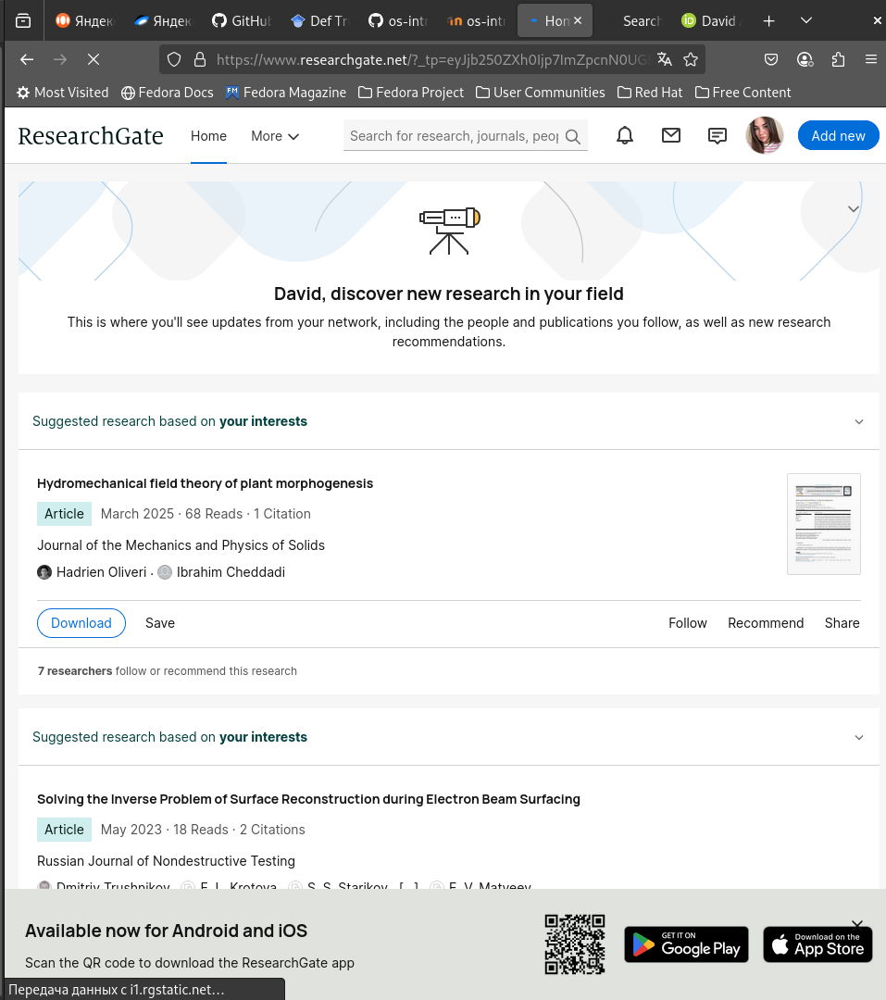 Яндек
Яндек
GitHu
Def Tr
os-intr
os-intr
Hon
Search
David
https://www.researchgate.net/?_tp=eyJjb250ZXh0Ijp7ImZpcnN0UG
Most Visited
Fedora Docs
Fedora Magazine
Fedora Project
User Communities
Red Hat
Free Content
ResearchGate
Home
More
Search for research, journals, peop
Add new
David, discover new research in your field
This is where you'll see updates from your network, including the people and publications you follow, as well as new research
recommendations.
Suggested research based on your interests
Hydromechanical field theory of plant morphogenesis
Article March 2025 · 68 Reads · 1 Citation
Journal of the Mechanics and Physics of Solids
Hadrien Oliveri · Ibrahim Cheddadi
Download Save Follow Recommend Share
7 researchers follow or recommend this research
Suggested research based on your interests
Solving the Inverse Problem of Surface Reconstruction during Electron Beam Surfacing
Article May 2023 · 18 Reads · 2 Citations
Russian Journal of Nondestructive Testing
Dmitriy Trushnikov E. L. Krotova S. S. Starikov [...] E. V. Matveev
Available now for Android and iOS
Scan the QR code to download the ResearchGate app
GET IT ON
Google Play
Download on the
App Store
Передача данных с i1.rgstatic.net…